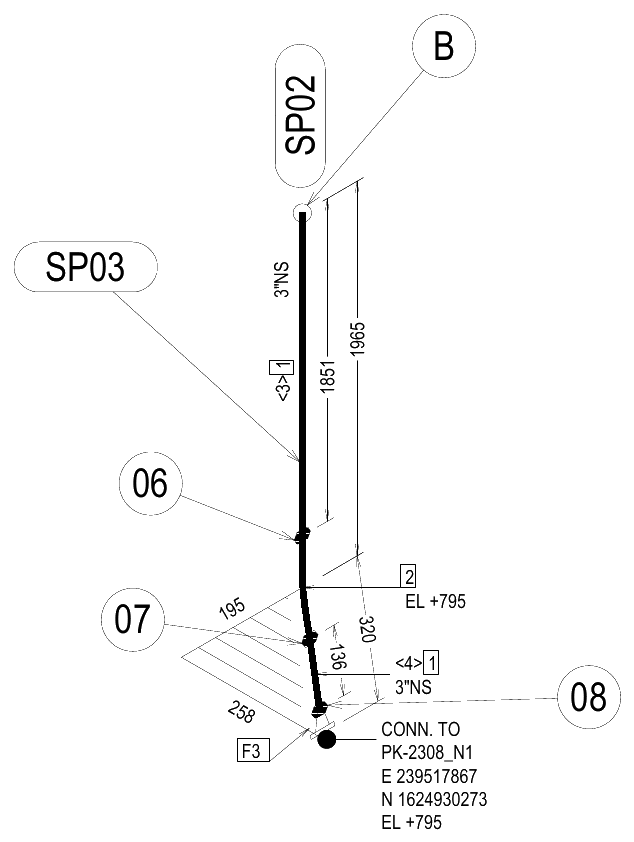 B
SP02
SP03
3"NS
<3> 1
1851
1965
06
2
EL +795
195
07
320
136
<4> 1
3"NS
08
258
F3
CONN. TO
PK-2308_N1
E 239517867
N 1624930273
EL +795